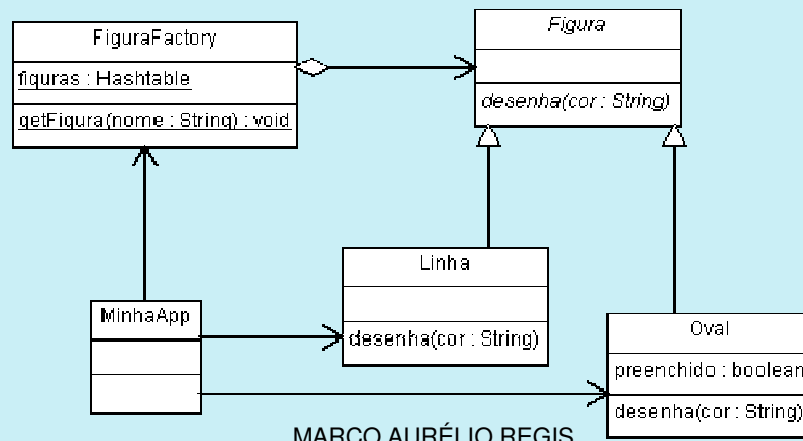 FiguraFactory
figuras : Hashtable
getFigura(nome : String) : void
Figura
desenha(cor : String)
Linha
desenha(cor : String)
MinhaApp
Oval
preenchido : boolean
desenha(cor : String)
MARCO AURÉLIO REGIS